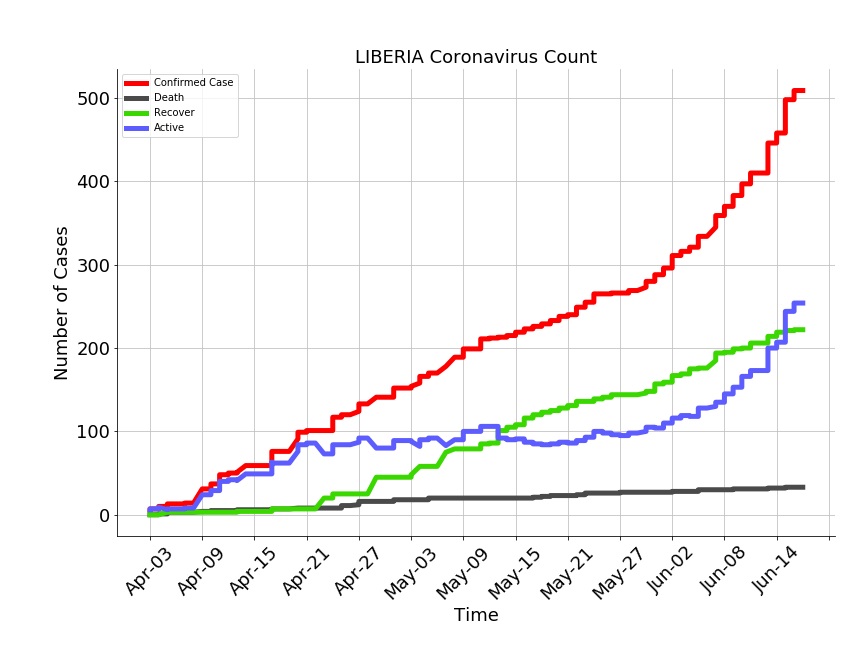 LIBERIA Coronavirus Count
Confirmed Case
Death
Recover
Active
500
400
300
200
100
0
Number of Cases
Apr-03 Apr-09 Apr-15 Apr-21 Apr-27 May-03 May-09 May-15 May-21 May-27 Jun-02 Jun-08 Jun-14
Time